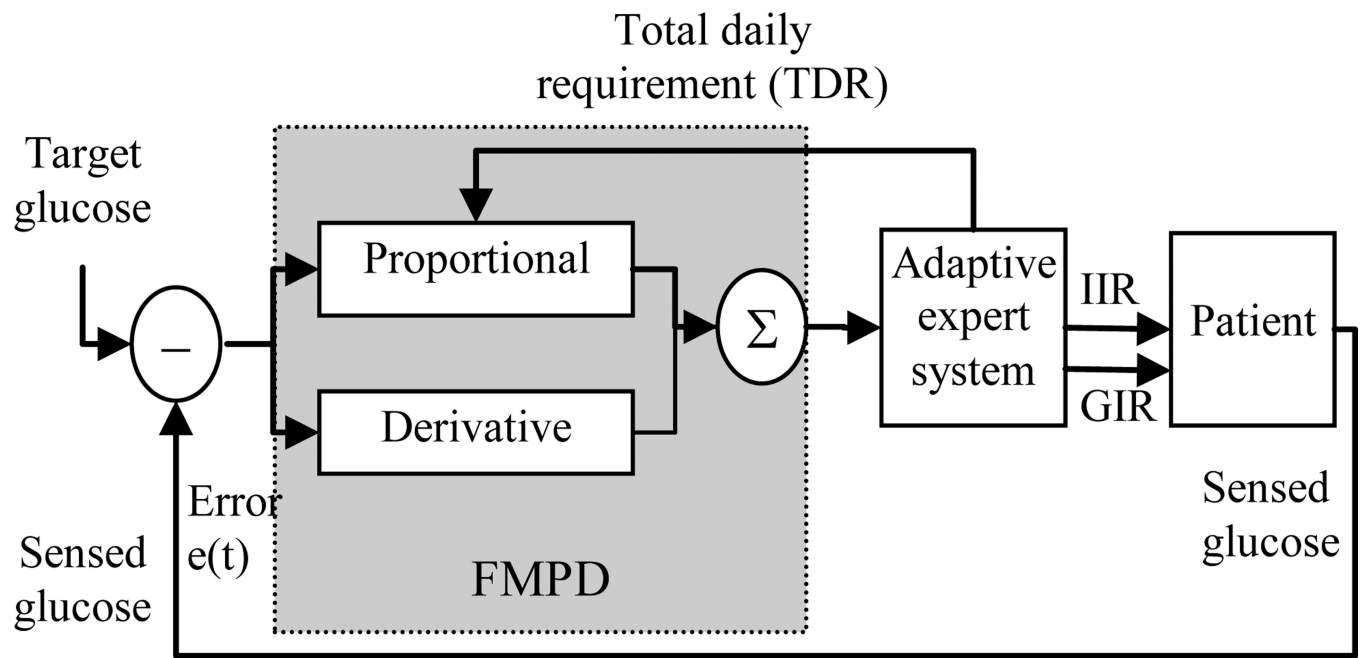 Total daily
requirement (TDR)
Target
glucose
Proportional
Adaptive
expert
system
IIR
GIR
Patient
–
Σ
Derivative
Error
e(t)
Sensed
glucose
FMPD
Sensed
glucose